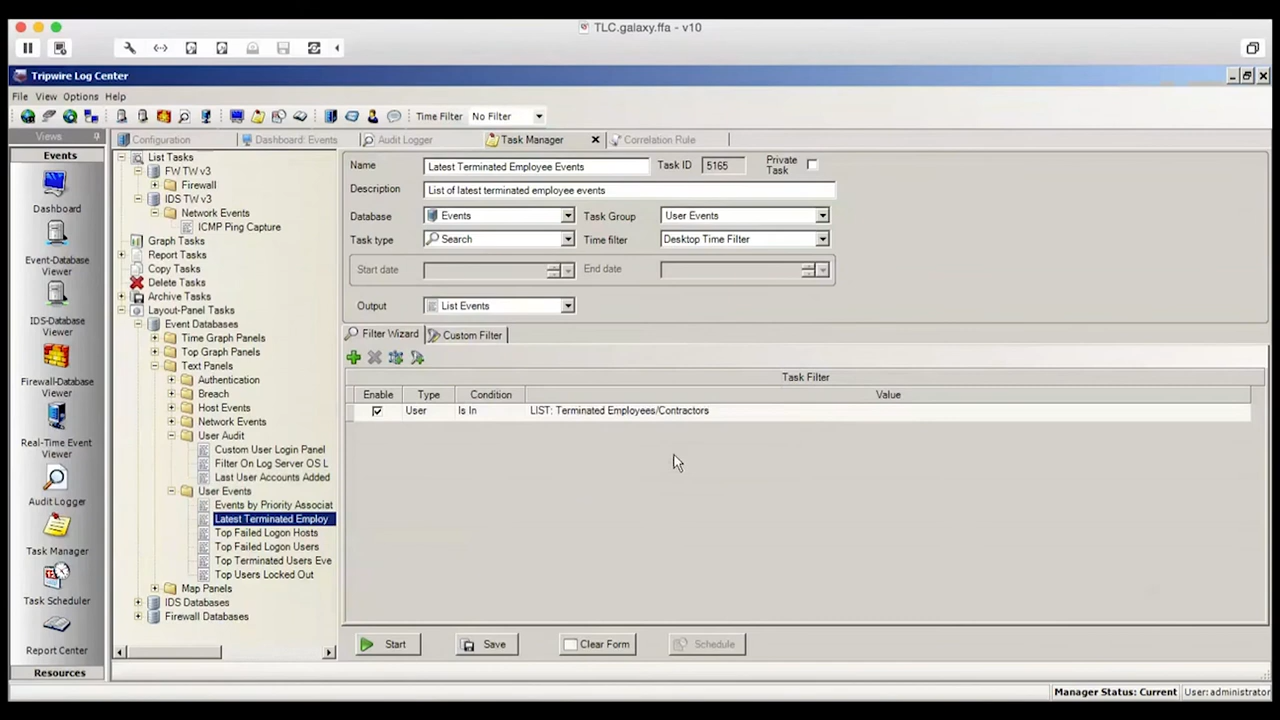 TLC.galaxy.ffa - v10
Tripwire Log Center
File View Options Help
Time Filter No Filter
Views
Events
Dashboard
Event-Database
Viewer
IDS-Database
Viewer
Firewall-Database
Viewer
Real-Time Event
Viewer
Audit Logger
Task Manager
Task Scheduler
Report Center
Resources
Configuration
Dashboard: Events
Audit Logger
Task Manager
Correlation Rule
List Tasks
FW TW v3
Firewall
IDS TW v3
Network Events
ICMP Ping Capture
Graph Tasks
Report Tasks
Copy Tasks
Delete Tasks
Archive Tasks
Layout-Panel Tasks
Event Databases
Time Graph Panels
Top Graph Panels
Text Panels
Authentication
Breach
Host Events
Network Events
User Audit
Custom User Login Panel
Filter On Log Server OS L
Last User Accounts Added
User Events
Events by Priority Associat
Latest Terminated Employ
Top Failed Logon Hosts
Top Failed Logon Users
Top Terminated Users Eve
Top Users Locked Out
Map Panels
IDS Databases
Firewall Databases
Name Latest Terminated Employee Events Task ID 5165 Private
Task
Description List of latest terminated employee events
Database Events Task Group User Events
Task type Search Time filter Desktop Time Filter
Start date End date
Output List Events
Filter Wizard Custom Filter
Task Filter
Enable Type Condition Value
User Is In LIST: Terminated Employees/Contractors
Start Save Clear Form Schedule
Manager Status: Current User: administrator